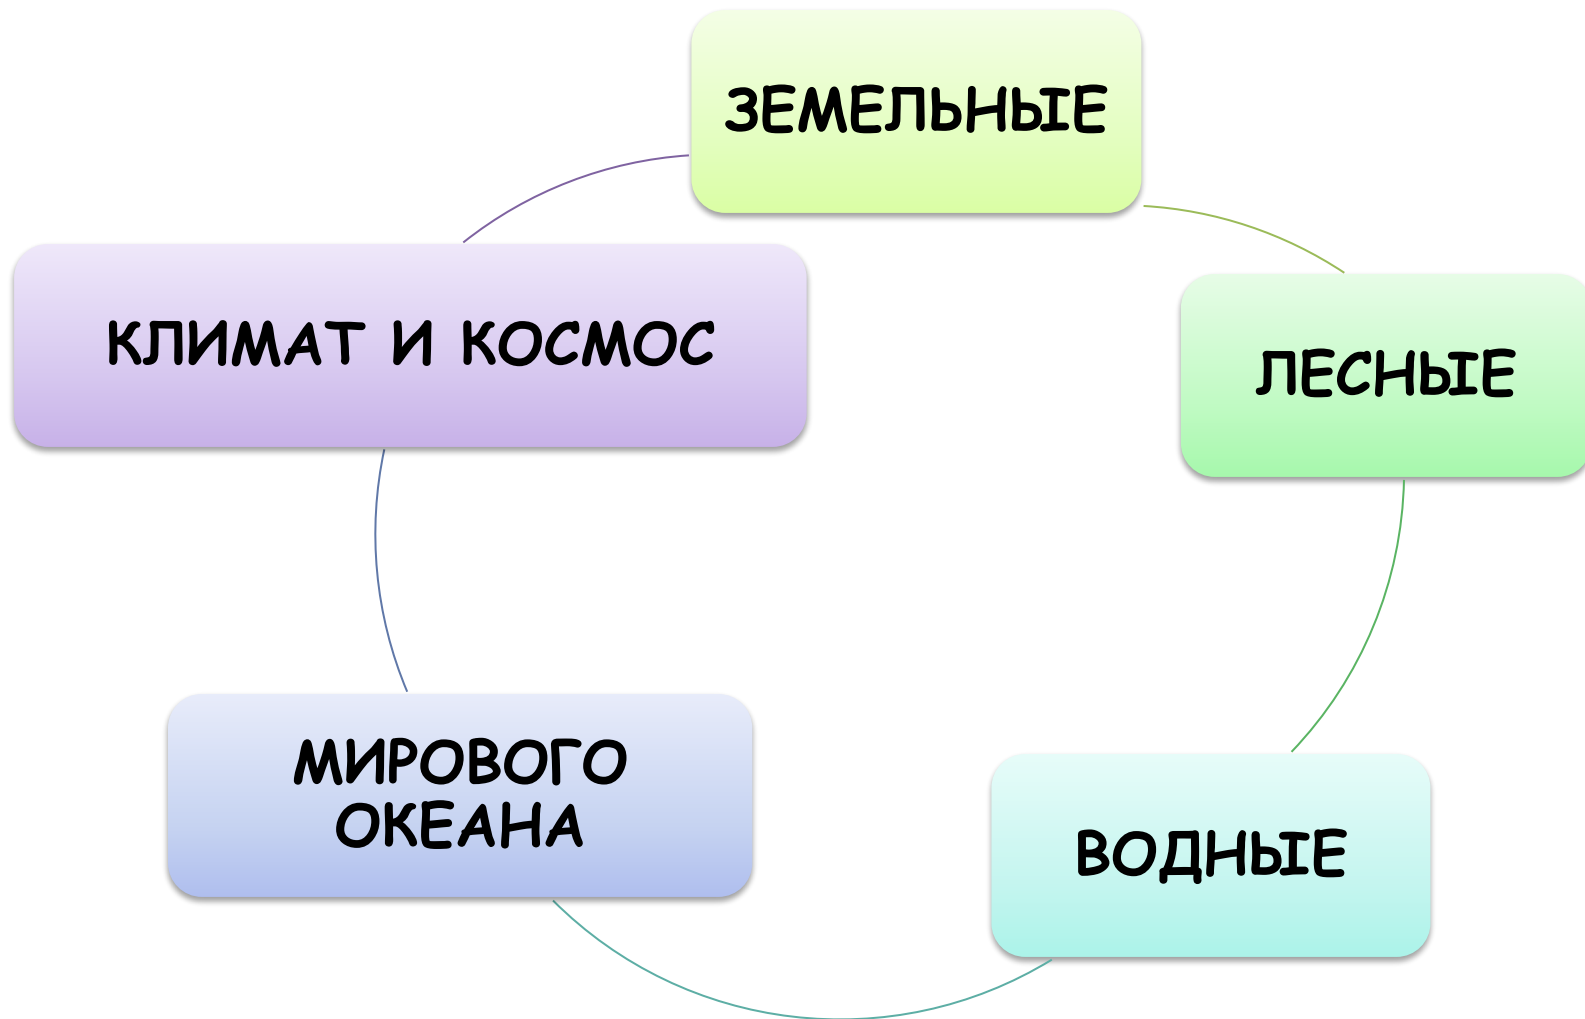 ЗЕМЕЛЬНЫЕ
КЛИМАТ И КОСМОС
ЛЕСНЫЕ
МИРОВОГО
ОКЕАНА
ВОДНЫЕ